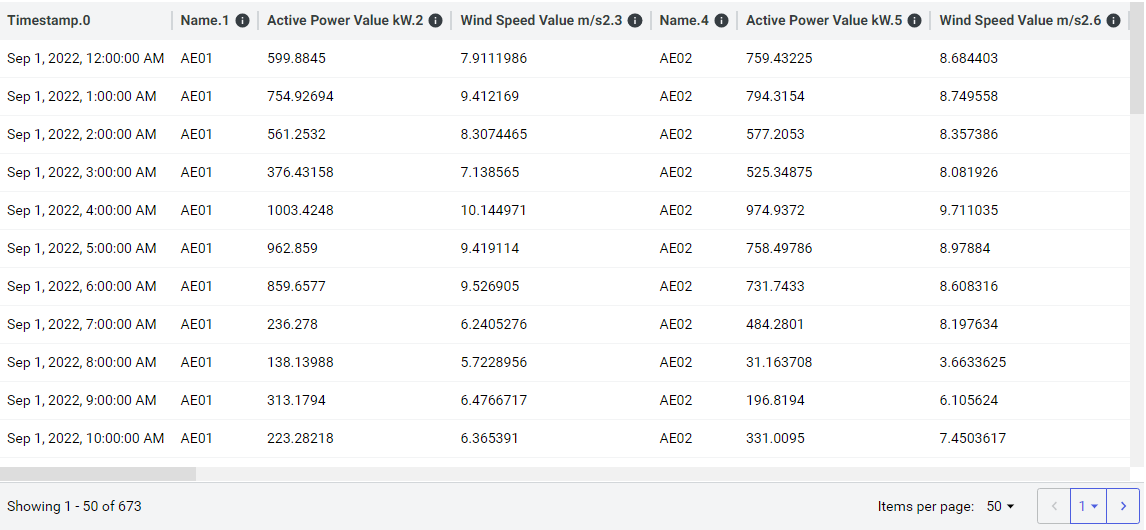 Timestamp.0 Name.1 Active Power Value kW.2 Wind Speed Value m/s2.3 Name.4 Active Power Value kW.5 Wind Speed Value m/s2.6
Sep 1, 2022, 12:00:00 AM AE01 599.8845 7.9111986 AE02 759.43225 8.684403
Sep 1, 2022, 1:00:00 AM AE01 754.92694 9.412169 AE02 794.3154 8.749558
Sep 1, 2022, 2:00:00 AM AE01 561.2532 8.3074465 AE02 577.2053 8.357386
Sep 1, 2022, 3:00:00 AM AE01 376.43158 7.138565 AE02 525.34875 8.081926
Sep 1, 2022, 4:00:00 AM AE01 1003.4248 10.144971 AE02 974.9372 9.711035
Sep 1, 2022, 5:00:00 AM AE01 962.859 9.419114 AE02 758.49786 8.97884
Sep 1, 2022, 6:00:00 AM AE01 859.6577 9.526905 AE02 731.7433 8.608316
Sep 1, 2022, 7:00:00 AM AE01 236.278 6.2405276 AE02 484.2801 8.197634
Sep 1, 2022, 8:00:00 AM AE01 138.13988 5.7228956 AE02 31.163708 3.6633625
Sep 1, 2022, 9:00:00 AM AE01 313.1794 6.4766717 AE02 196.8194 6.105624
Sep 1, 2022, 10:00:00 AM AE01 223.28218 6.365391 AE02 331.0095 7.4503617
Showing 1 - 50 of 673 Items per page: 50 1